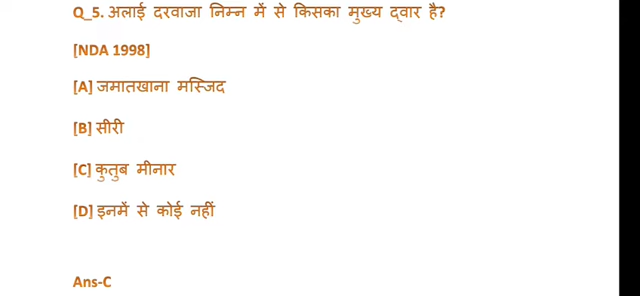 Q_5. अलाई दरवाजा निम्न में से किसका मुख्य द्वार है?
[NDA 1998]
[A] जमातखाना मस्जिद
[B] सीरी
[C] कुतुब मीनार
[D] इनमें से कोई नहीं
Ans-C